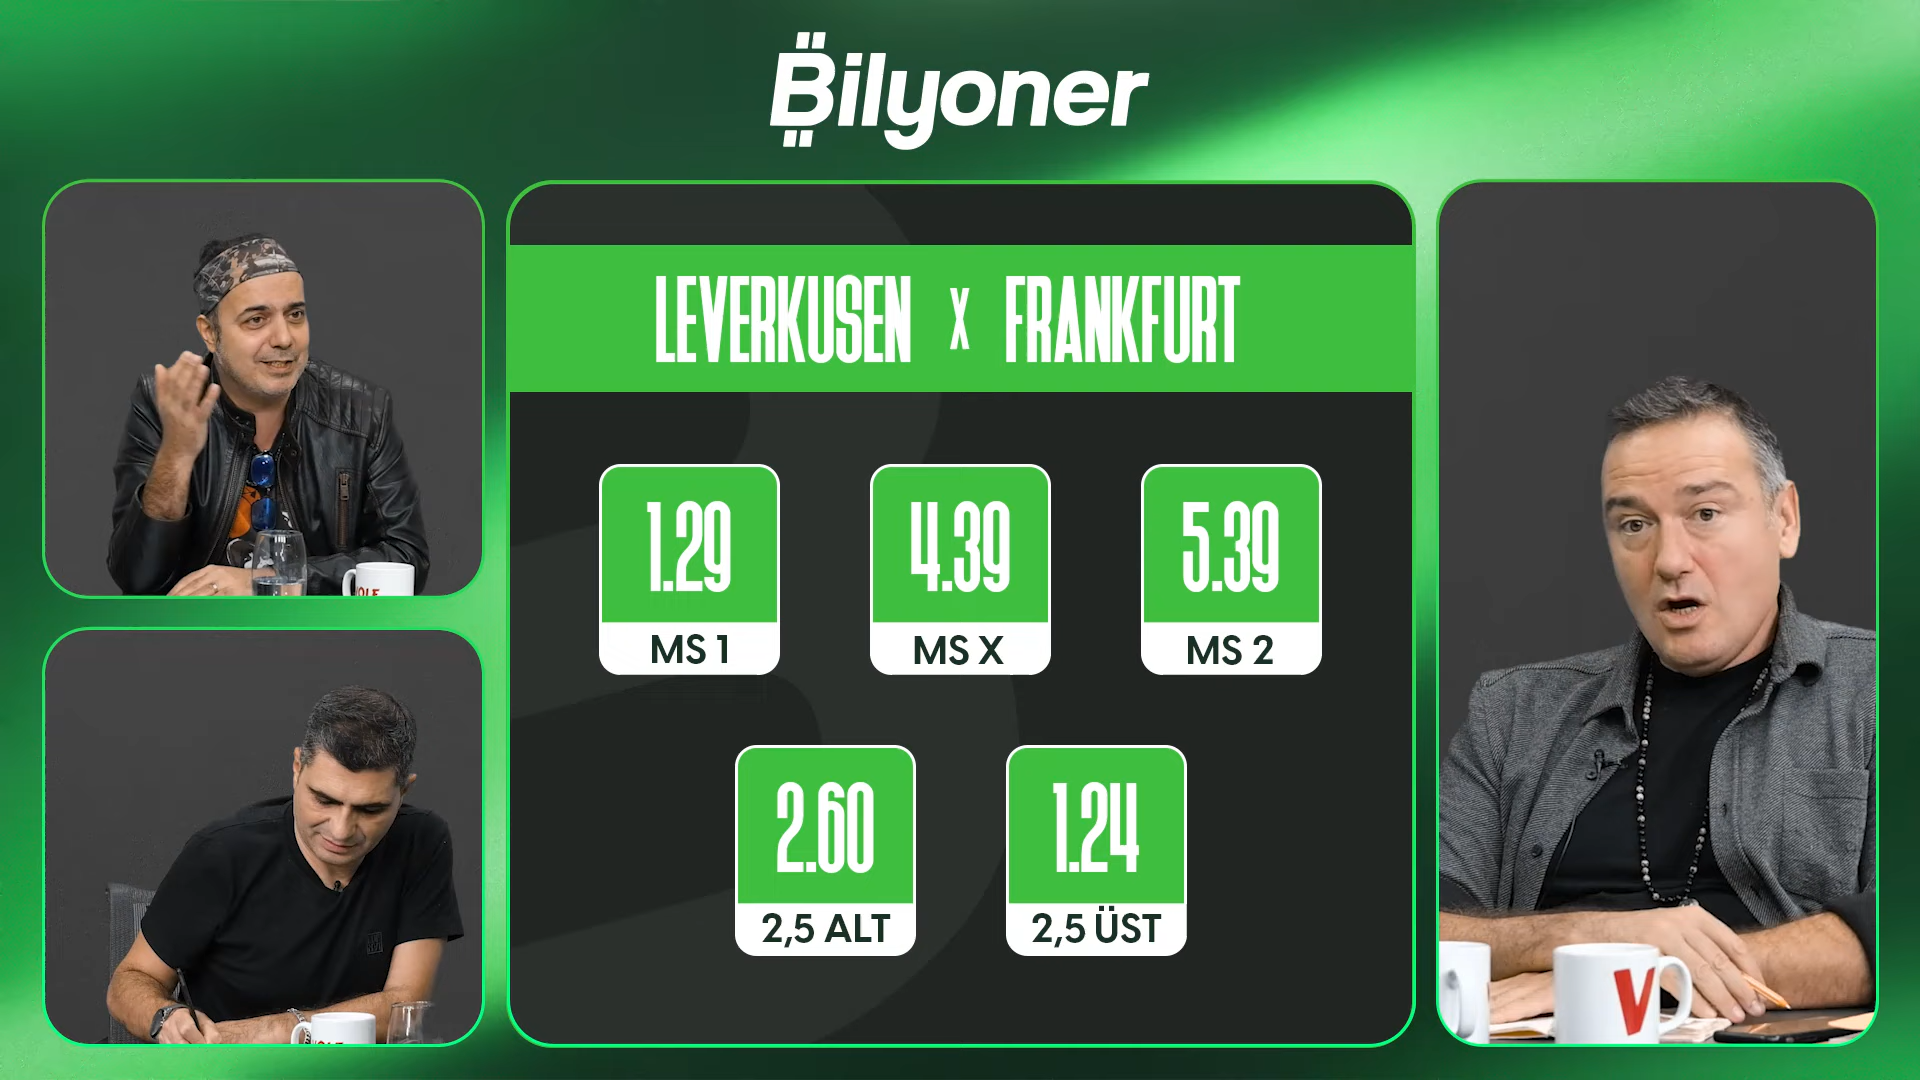 Bilyoner
LEVERKUSEN X FRANKFURT
1.29
MS 1
4.39
MS X
5.39
MS 2
2.60
2,5 ALT
1.24
2,5 ÜST
V